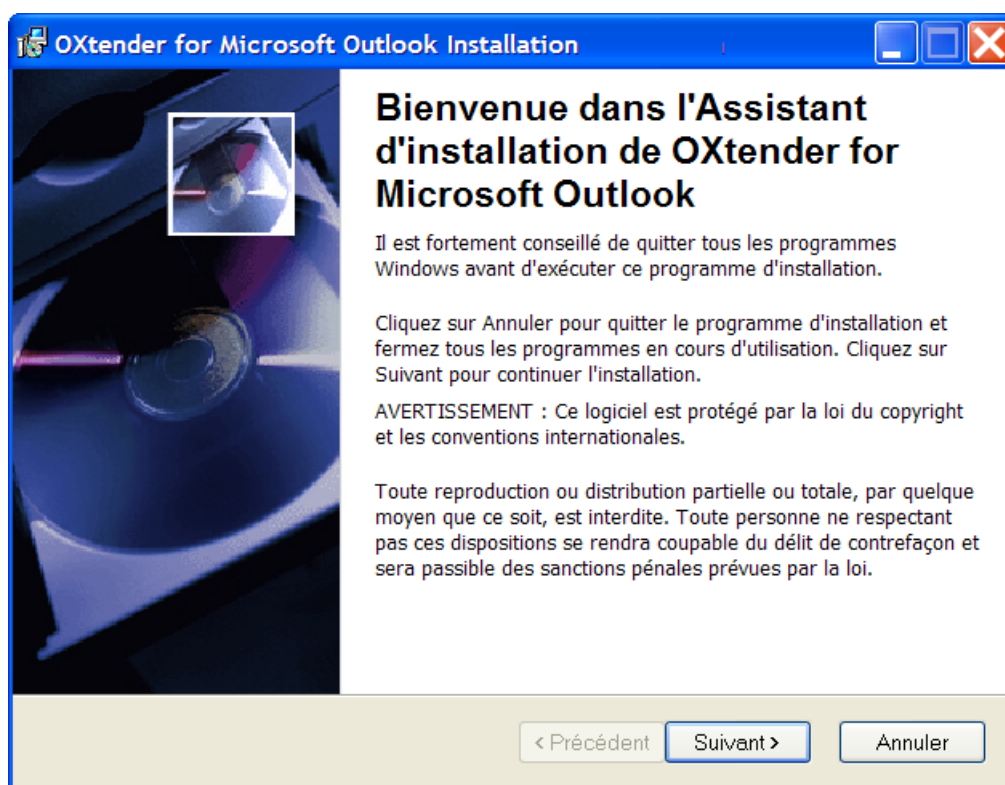 OXtender for Microsoft Outlook Installation
Bienvenue dans l'Assistant
d'installation de OXtender for
Microsoft Outlook
Il est fortement conseillé de quitter tous les programmes
Windows avant d'exécuter ce programme d'installation.
Cliquez sur Annuler pour quitter le programme d'installation et
fermez tous les programmes en cours d'utilisation. Cliquez sur
Suivant pour continuer l'installation.
AVERTISSEMENT : Ce logiciel est protégé par la loi du copyright
et les conventions internationales.
Toute reproduction ou distribution partielle ou totale, par quelque
moyen que ce soit, est interdite. Toute personne ne respectant
pas ces dispositions se rendra coupable du délit de contrefaçon et
sera passible des sanctions pénales prévues par la loi.
< Précédent
Suivant >
Annuler